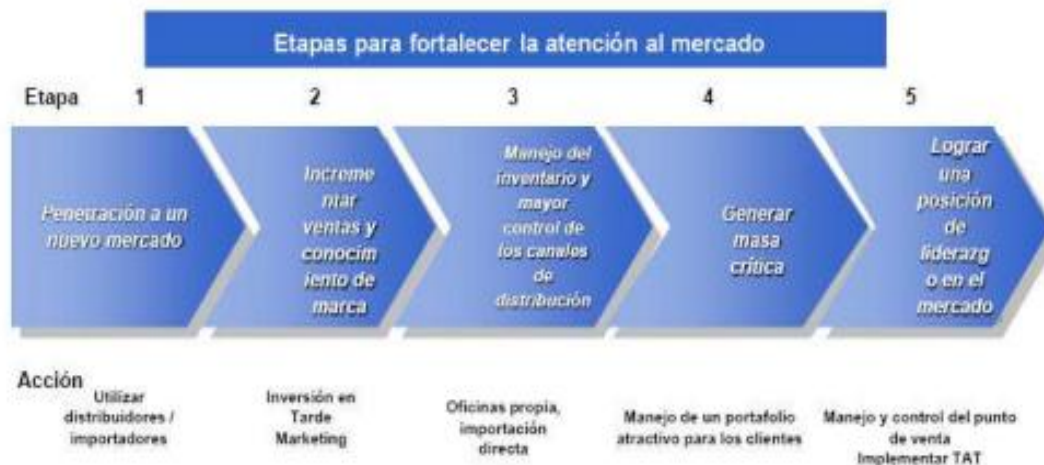 Etapas para fortalecer la atención al mercado
Etapa 1 2 3 4 5
Penetración a un
nuevo mercado
Increme
ntar
ventas y
conocim
iento de
marca
Manejo del
inventario y
mayor
control de
los canales
de
distribución
Generar
masa
crítica
Lograr
una
posición
de
liderazg
o en el
mercado
Acción
Utilizar
distribuidores /
importadores
Inversión en
Tarde
Marketing
Oficinas propia,
importación
directa
Manejo de un portafolio
atractivo para los clientes
Manejo y control del punto
de venta
Implementar TAT